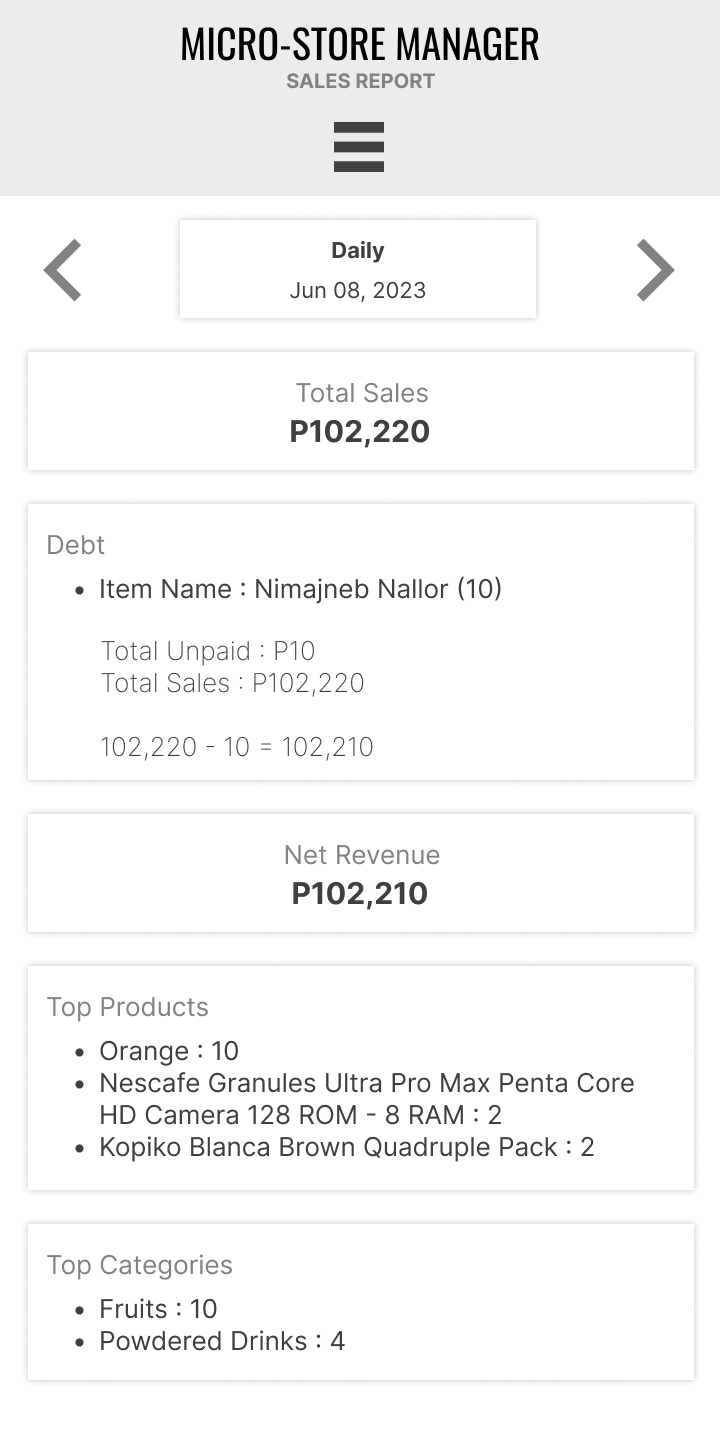 MICRO-STORE MANAGER
SALES REPORT
Daily
Jun 08, 2023
Total Sales
P102,220
Debt
• Item Name : Nimajneb Nallor (10)
Total Unpaid : P10
Total Sales : P102,220
102,220 - 10 = 102,210
Net Revenue
P102,210
Top Products
• Orange : 10
• Nescafe Granules Ultra Pro Max Penta Core
HD Camera 128 ROM - 8 RAM : 2
• Kopiko Blanca Brown Quadruple Pack : 2
Top Categories
• Fruits : 10
• Powdered Drinks : 4